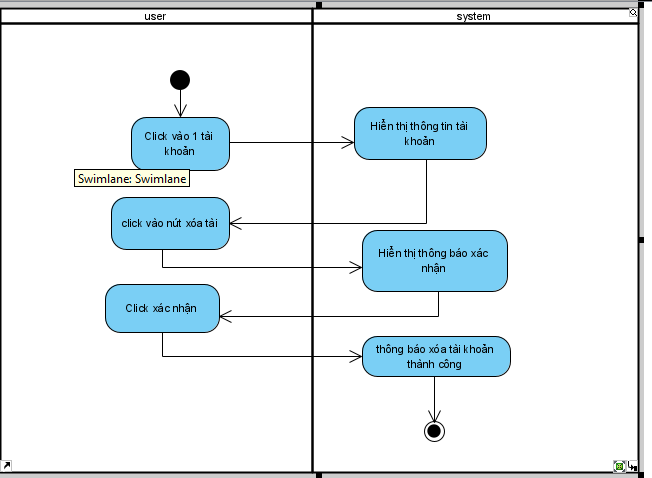 user
system
Click vào 1 tài
khoản
Hiển thị thông tin tài
khoản
Swimlane: Swimlane
click vào nút xóa tài
Hiển thị thông báo xác
nhận
Click xác nhận
thông báo xóa tài khoản
thành công